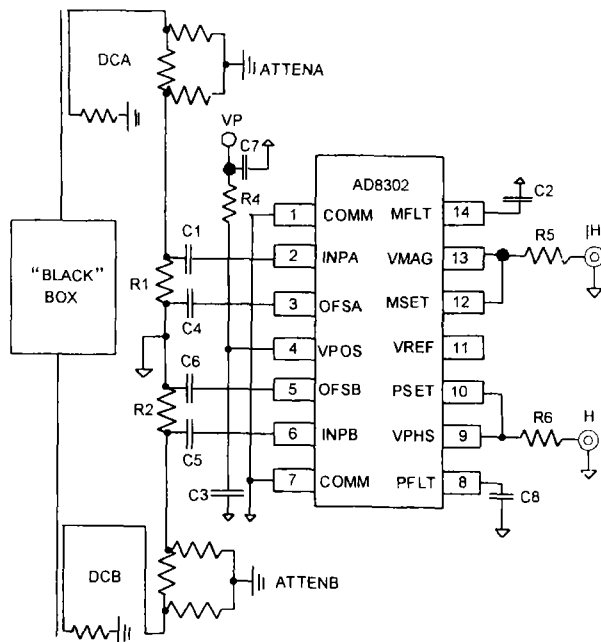 DCA
ATTENA
VP
C7
R4
AD8302
1 COMM MFLT 14
C2
C1
2 INPA VMAG 13
R5
|H
R1
3 OFSA MSET 12
C4
"BLACK"
BOX
4 VPOS VREF 11
C6
5 OFSB PSET 10
R2
6 INPB VPHS 9
R6
H
C5
C3
7 COMM PFLT 8
C8
DCB
ATTENB